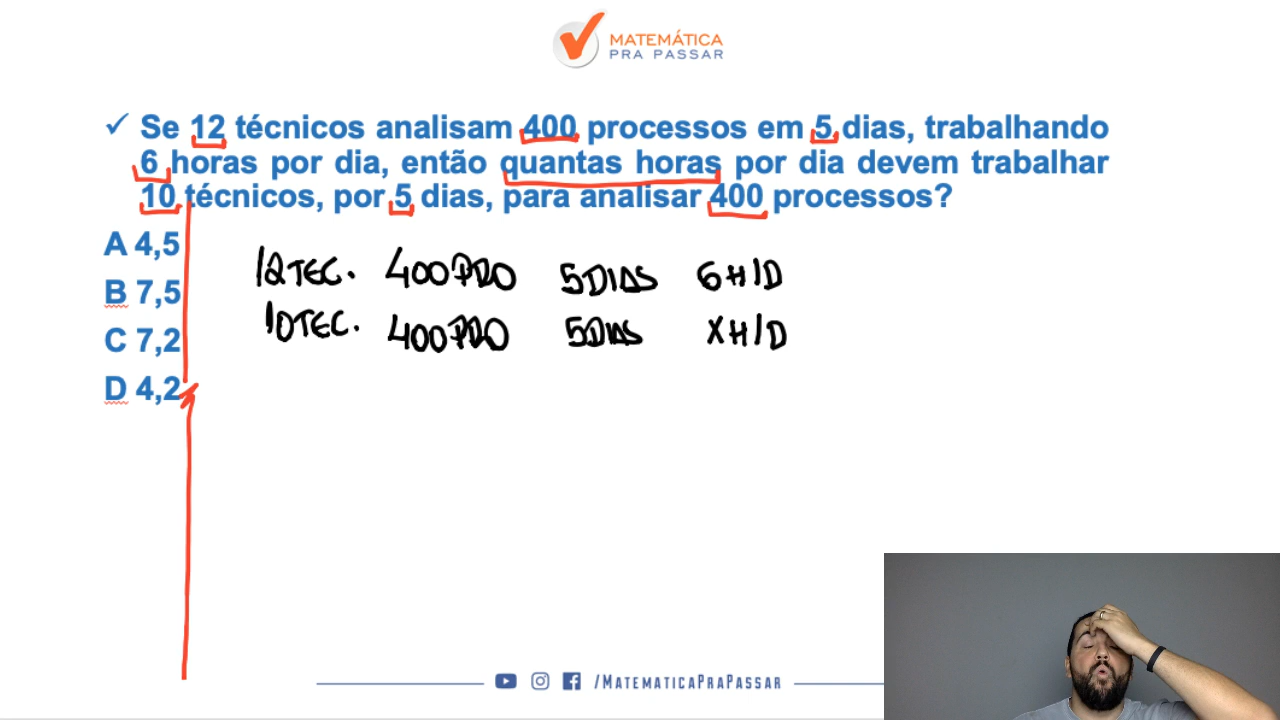 MATEMÁTICA
PRA PASSAR
Se 12 técnicos analisam 400 processos em 5 dias, trabalhando
6 horas por dia, então quantas horas por dia devem trabalhar
10 técnicos, por 5 dias, para analisar 400 processos?
A 4,5
B 7,5
C 7,2
D 4,2
12TEC. 400PRO 5DIAS 6H/D
10TEC. 400PRO 5DIAS XH/D
/MATEMATICAPRAPASSAR